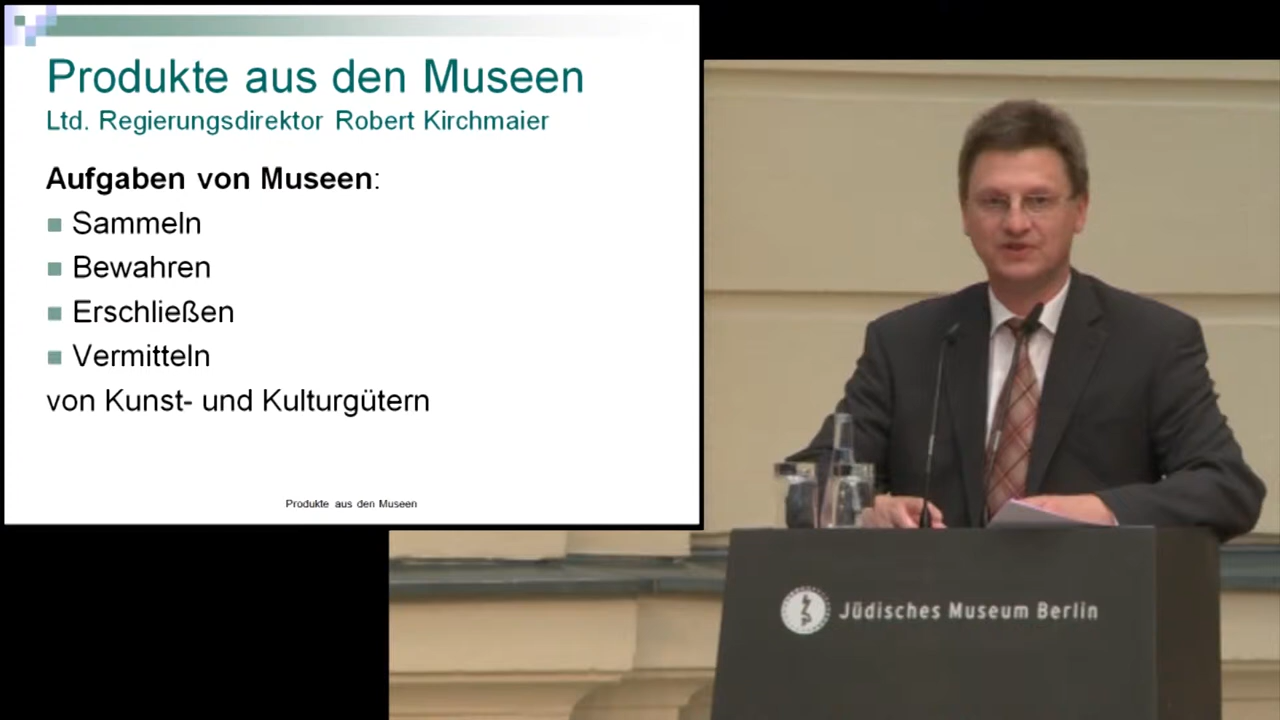 Produkte aus den Museen
Ltd. Regierungsdirektor Robert Kirchmaier
Aufgaben von Museen:
Sammeln
Bewahren
Erschließen
Vermitteln
von Kunst- und Kulturgütern
Produkte aus den Museen
Jüdisches Museum Berlin